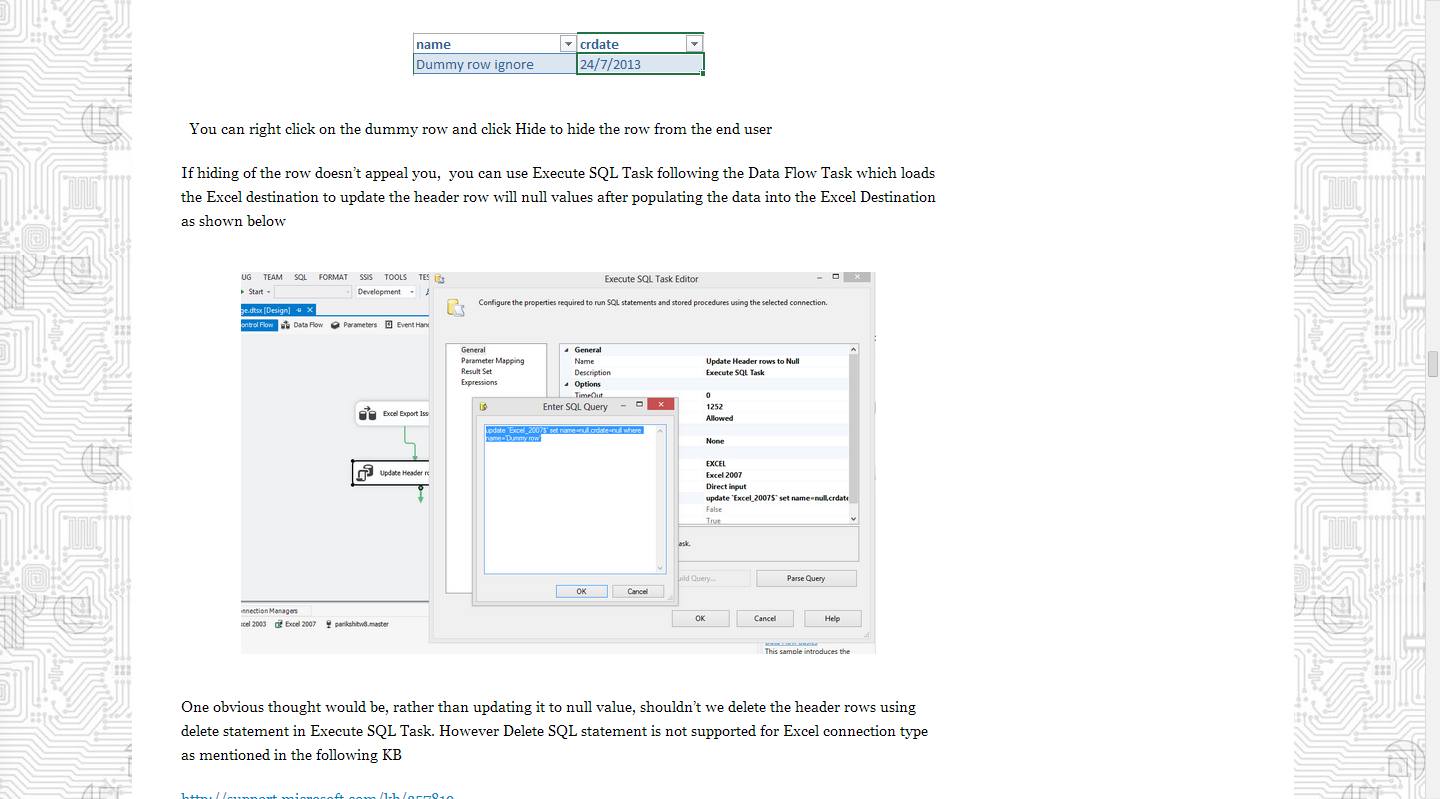 name crdate
Dummy row ignore 24/7/2013
You can right click on the dummy row and click Hide to hide the row from the end user
If hiding of the row doesn’t appeal you, you can use Execute SQL Task following the Data Flow Task which loads
the Excel destination to update the header row will null values after populating the data into the Excel Destination
as shown below
UG TEAM SQL FORMAT SSIS TOOLS TES
Start Development
ge.dtsx [Design]
ontrol Flow Data Flow Parameters Event Hand
Excel Export Iss
Update Header ro
nnection Managers
cel 2003 Excel 2007 parikshitw8.master
Execute SQL Task Editor
Configure the properties required to run SQL statements and stored procedures using the selected connection.
General
Parameter Mapping
Result Set
Expressions
General
Name Update Header rows to Null
Description Execute SQL Task
Options
TimeOut 0
1252
Allowed
None
EXCEL
Excel 2007
Direct input
update `Excel_2007$` set name=null,crdate
False
True
ask.
uild Query... Parse Query
OK Cancel Help
Enter SQL Query
update `Excel_2007$` set name=null,crdate=null where
name='Dummy row'
OK Cancel
This sample introduces the
One obvious thought would be, rather than updating it to null value, shouldn’t we delete the header rows using
delete statement in Execute SQL Task. However Delete SQL statement is not supported for Excel connection type
as mentioned in the following KB
http://support.microsoft.com/kb/257819